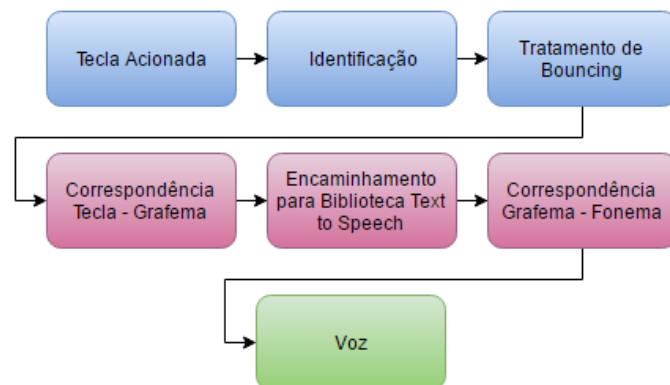 Tecla Acionada
Identificação
Tratamento de
Bouncing
Correspondência
Tecla - Grafema
Encaminhamento
para Biblioteca Text
to Speech
Correspondência
Grafema - Fonema
Voz